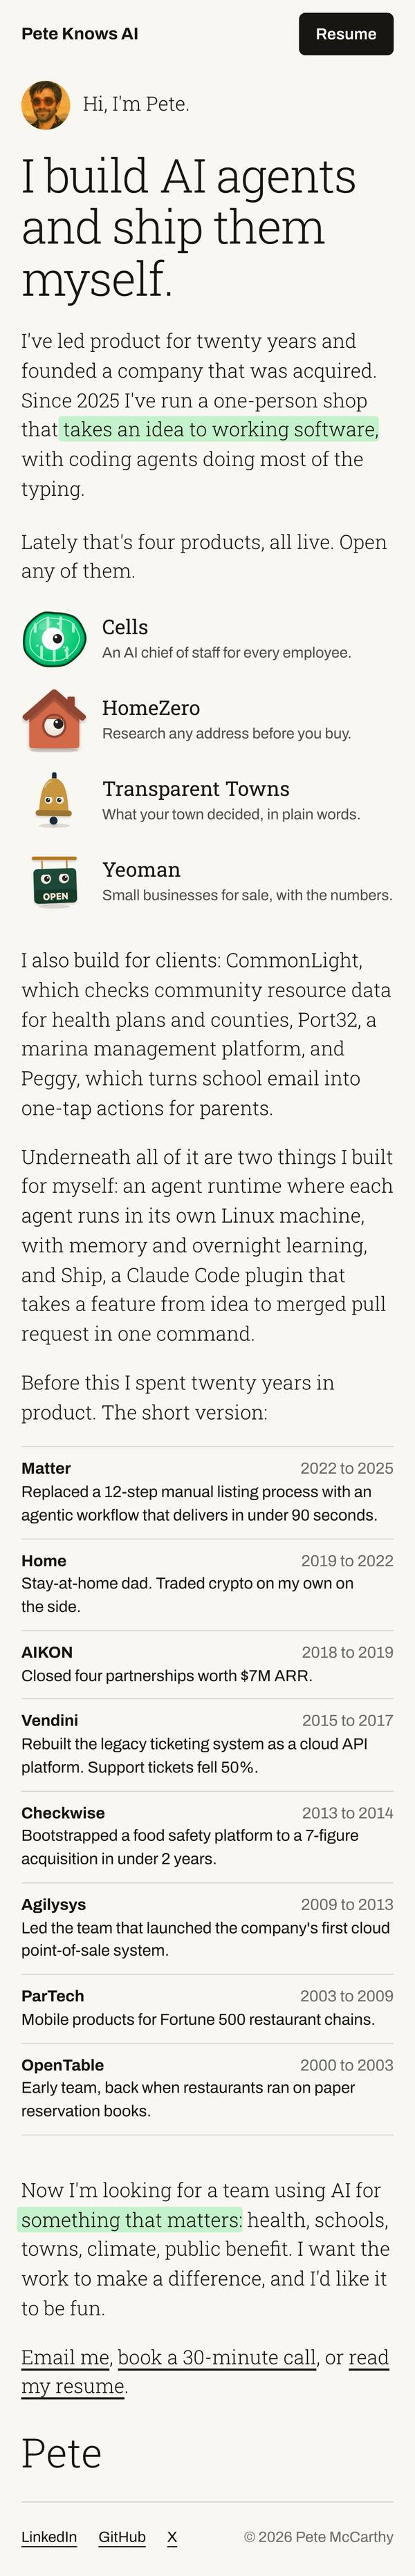 Pete Knows AI
Resume
Hi, I'm Pete.
I build AI agents
and ship them
myself.
I've led product for twenty years and
founded a company that was acquired.
Since 2025 I've run a one-person shop
that takes an idea to working software,
with coding agents doing most of the
typing.
Lately that's four products, all live. Open
any of them.
Cells
An AI chief of staff for every employee.
HomeZero
Research any address before you buy.
Transparent Towns
What your town decided, in plain words.
OPEN
Yeoman
Small businesses for sale, with the numbers.
I also build for clients: CommonLight,
which checks community resource data
for health plans and counties, Port32, a
marina management platform, and
Peggy, which turns school email into
one-tap actions for parents.
Underneath all of it are two things I built
for myself: an agent runtime where each
agent runs in its own Linux machine,
with memory and overnight learning,
and Ship, a Claude Code plugin that
takes a feature from idea to merged pull
request in one command.
Before this I spent twenty years in
product. The short version:
Matter 2022 to 2025
Replaced a 12-step manual listing process with an
agentic workflow that delivers in under 90 seconds.
Home 2019 to 2022
Stay-at-home dad. Traded crypto on my own on
the side.
AIKON 2018 to 2019
Closed four partnerships worth $7M ARR.
Vendini 2015 to 2017
Rebuilt the legacy ticketing system as a cloud API
platform. Support tickets fell 50%.
Checkwise 2013 to 2014
Bootstrapped a food safety platform to a 7-figure
acquisition in under 2 years.
Agilysys 2009 to 2013
Led the team that launched the company's first cloud
point-of-sale system.
ParTech 2003 to 2009
Mobile products for Fortune 500 restaurant chains.
OpenTable 2000 to 2003
Early team, back when restaurants ran on paper
reservation books.
Now I'm looking for a team using AI for
something that matters: health, schools,
towns, climate, public benefit. I want the
work to make a difference, and I'd like it
to be fun.
Email me, book a 30-minute call, or read
my resume.
Pete
LinkedIn GitHub X © 2026 Pete McCarthy